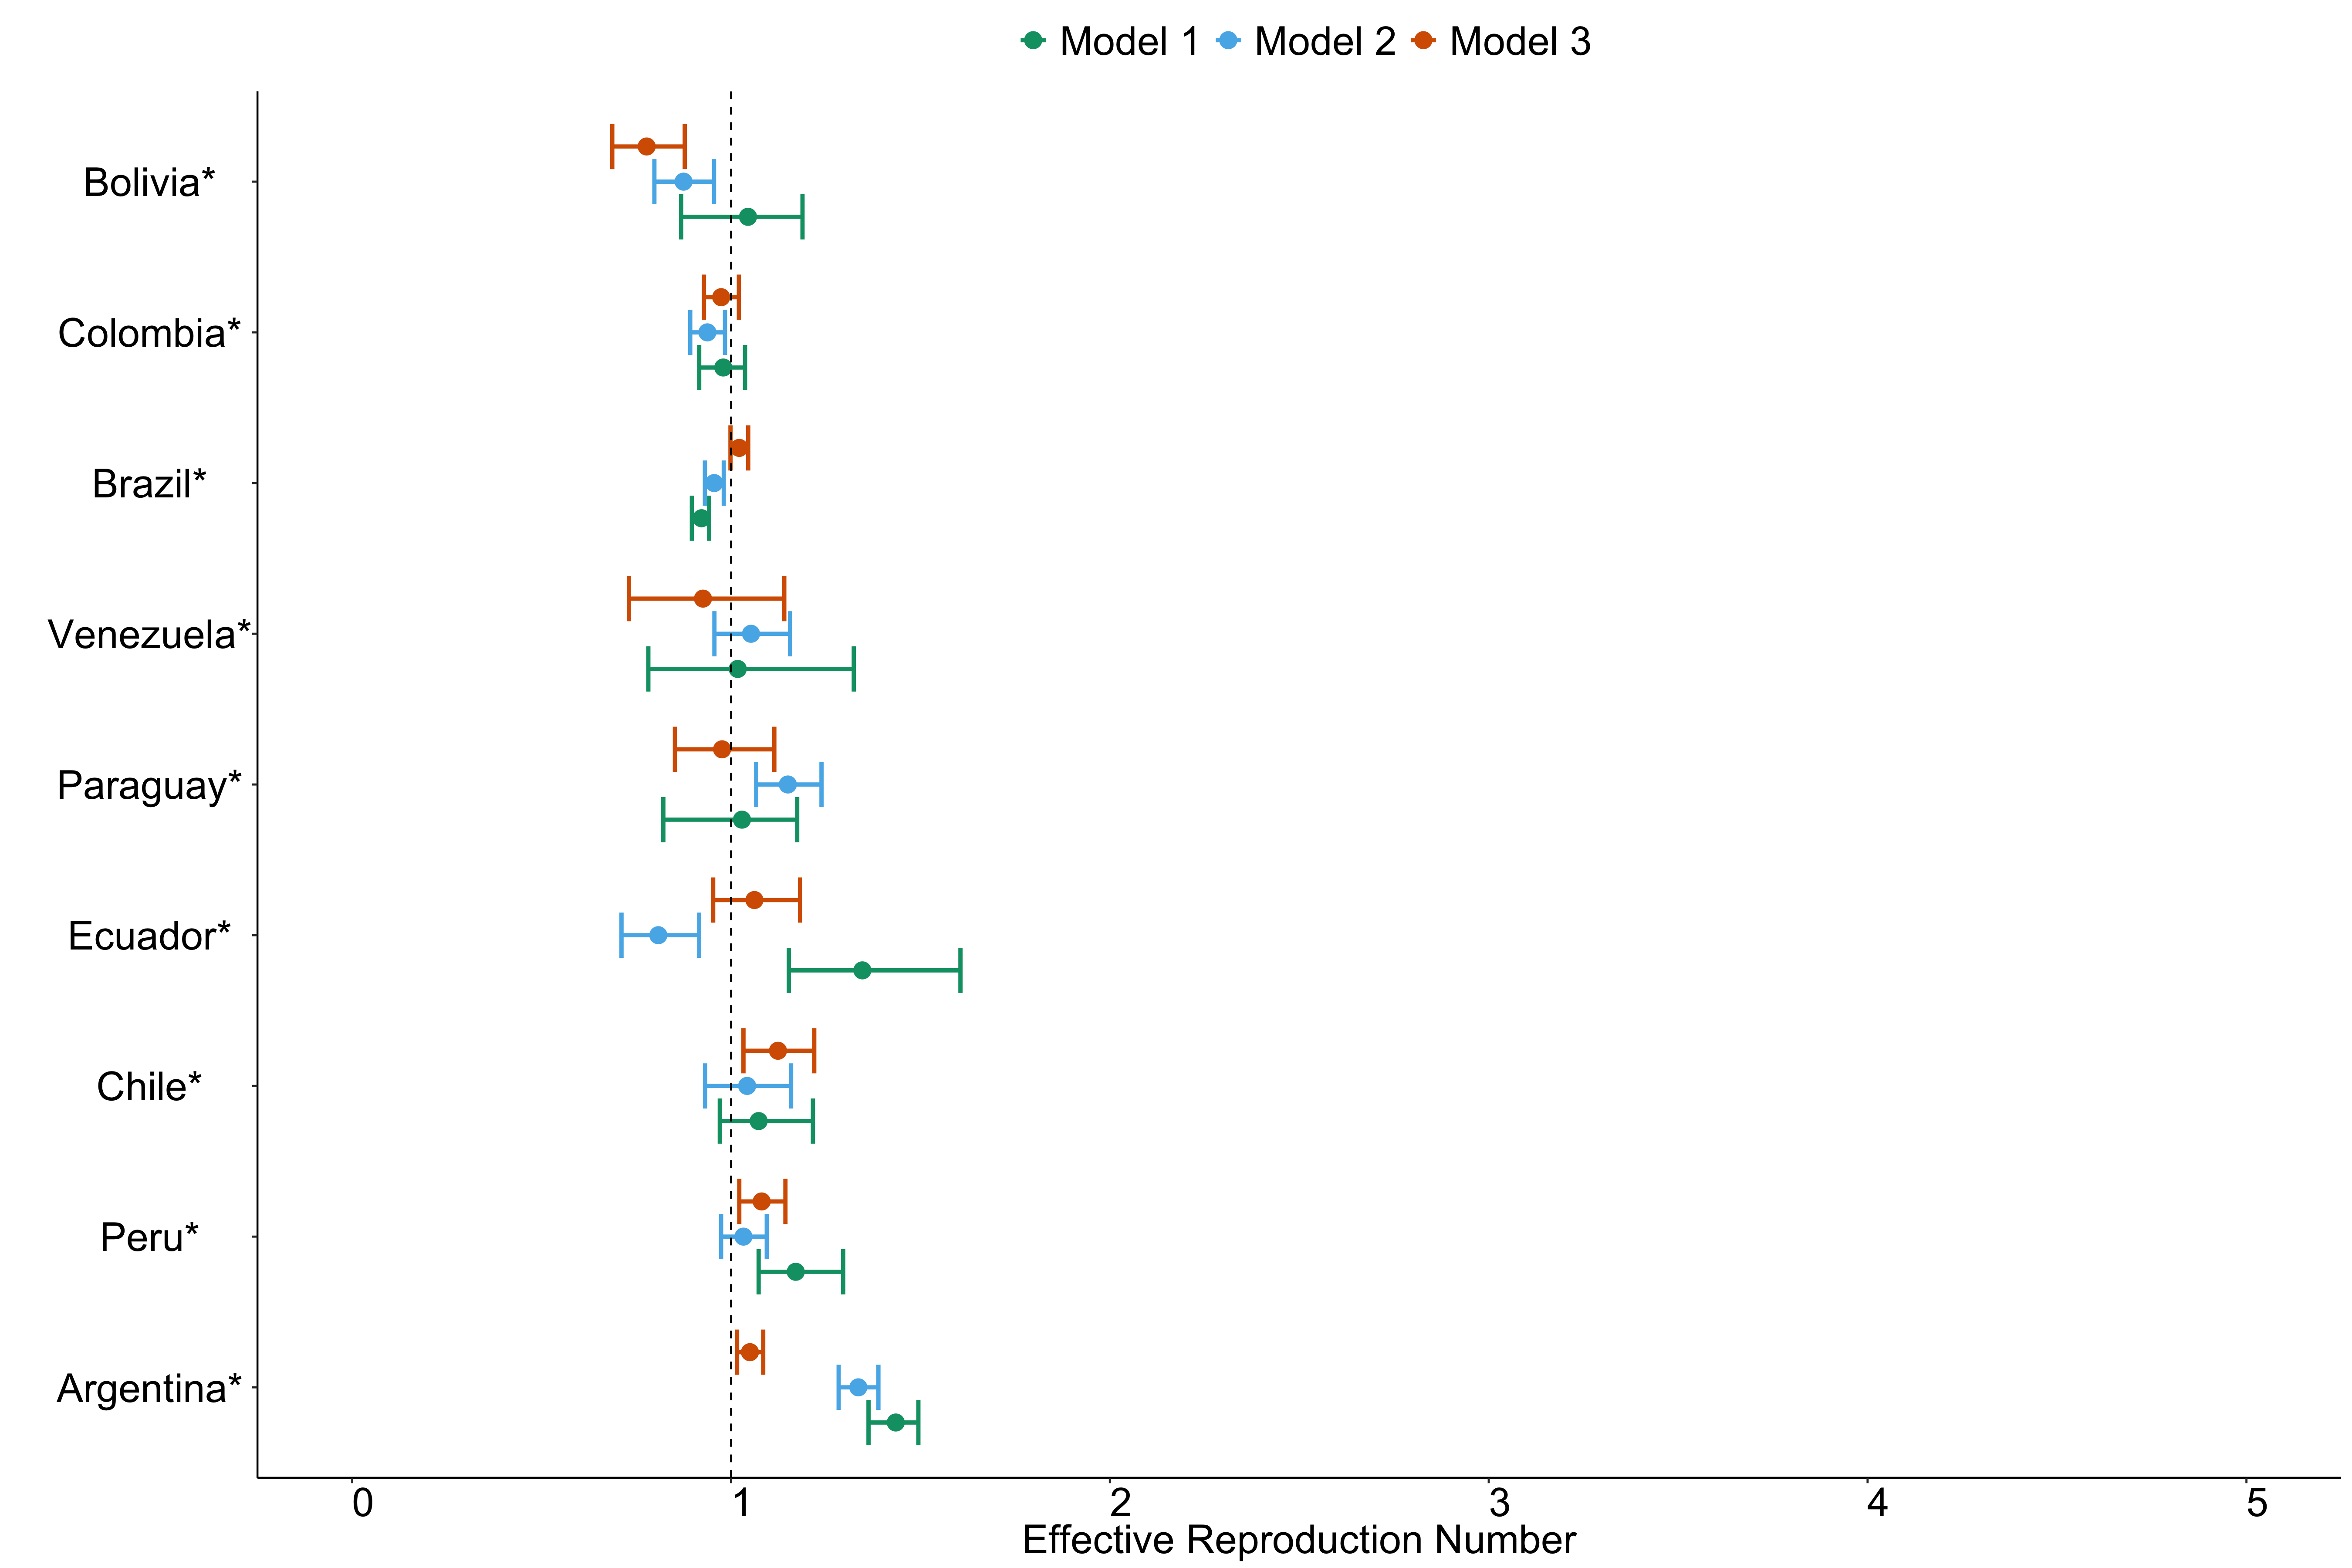 Model 1 Model 2 Model 3
Bolivia*
Colombia*
Brazil*
Venezuela*
Paraguay*
Ecuador*
Chile*
Peru*
Argentina*
0 1 2 3 4 5
Effective Reproduction Number